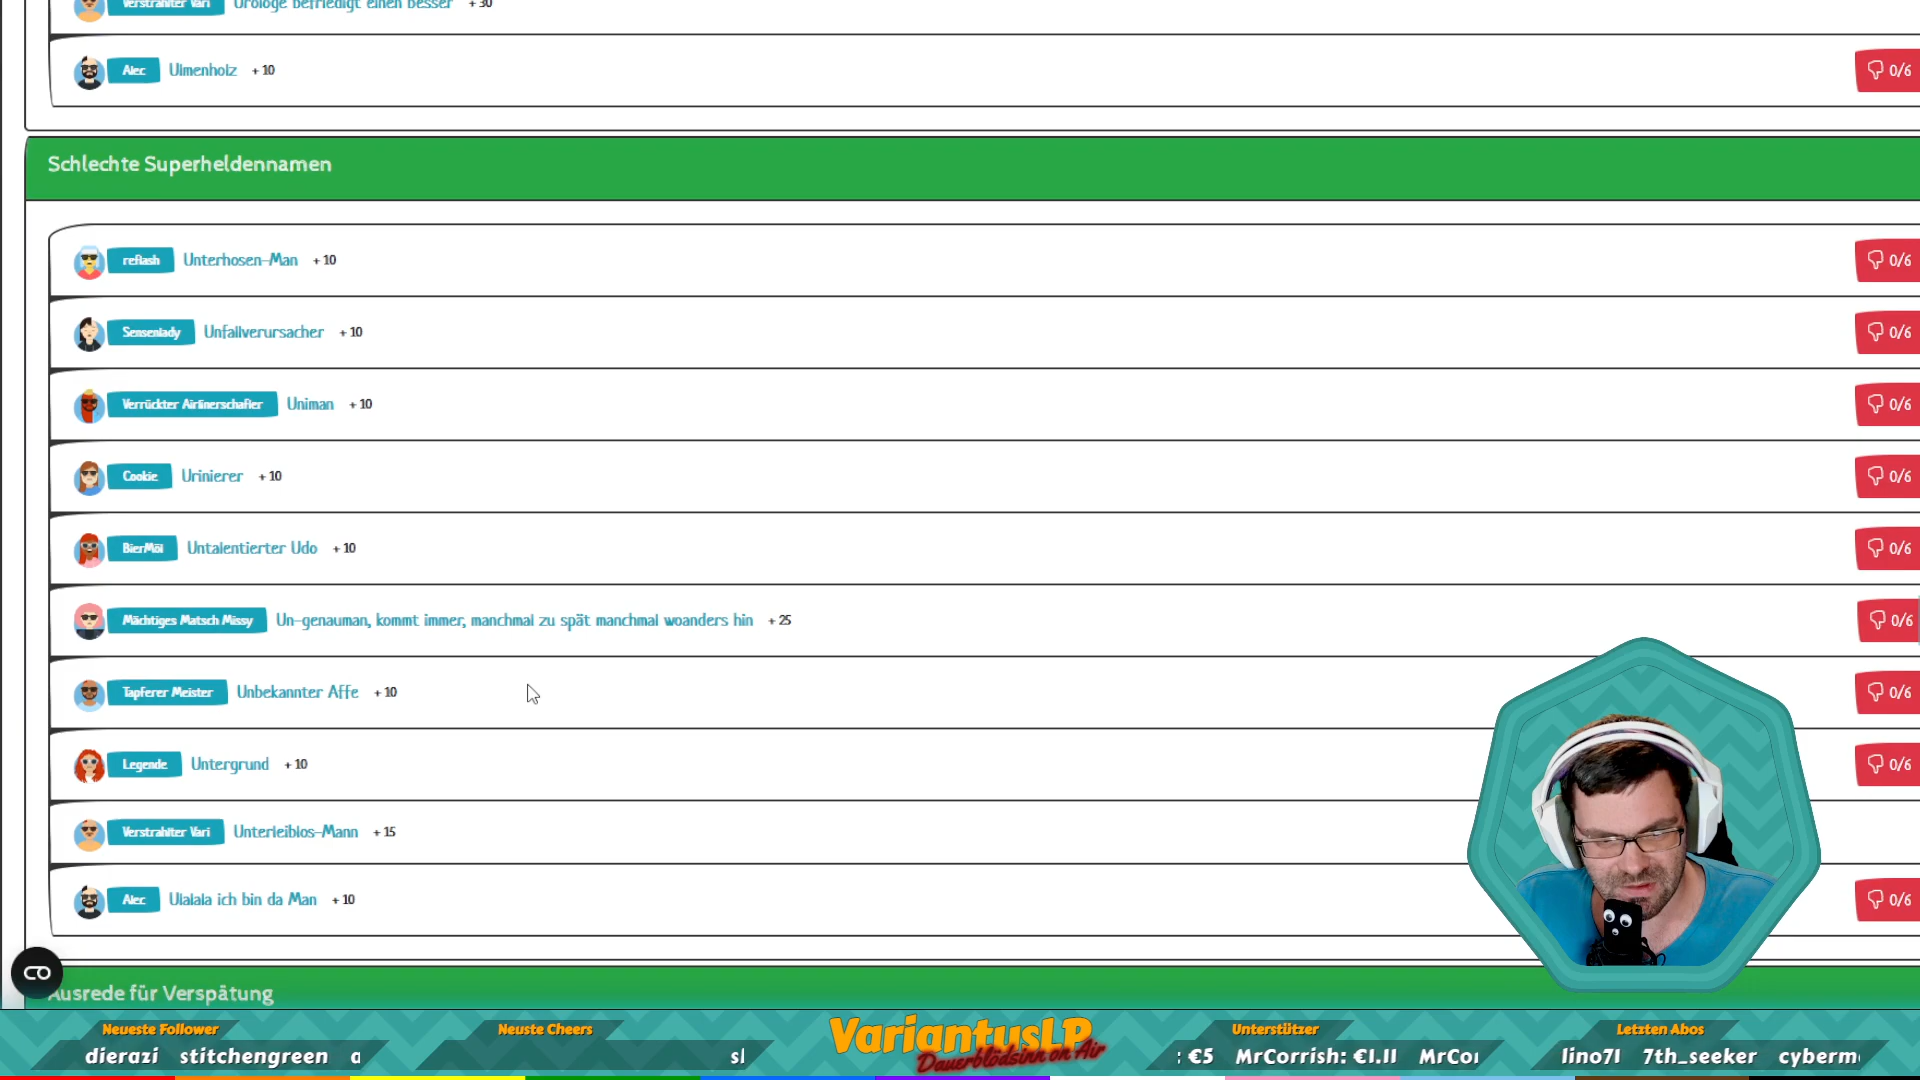 Verstrahlter Vari Urologe befriedigt einen besser + 30
Alec Ulmenholz + 10 0/6
Schlechte Superheldennamen
reflash Unterhosen-Man + 10 0/6
Sensenlady Unfallverursacher + 10 0/6
Verrückter Airlinerschafler Uniman + 10 0/6
Cookie Urinierer + 10 0/6
BierMöl Untalentierter Udo + 10 0/6
Mächtiges Matsch Missy Un-genauman, kommt immer, manchmal zu spät manchmal woanders hin + 25 0/6
Tapferer Meister Unbekannter Affe + 10 0/6
Legende Untergrund + 10 0/6
Verstrahlter Vari Unterleiblos-Mann + 15
Alec Ulalala ich bin da Man + 10 0/6
Ausrede für Verspätung
Neueste Follower Neuste Cheers VariantusLP Unterstützer Letzten Abos
Dauerblödsinn on Air
dierazi stitchengreen : €5 MrCorrish: €1.11 lino71 7th_seeker